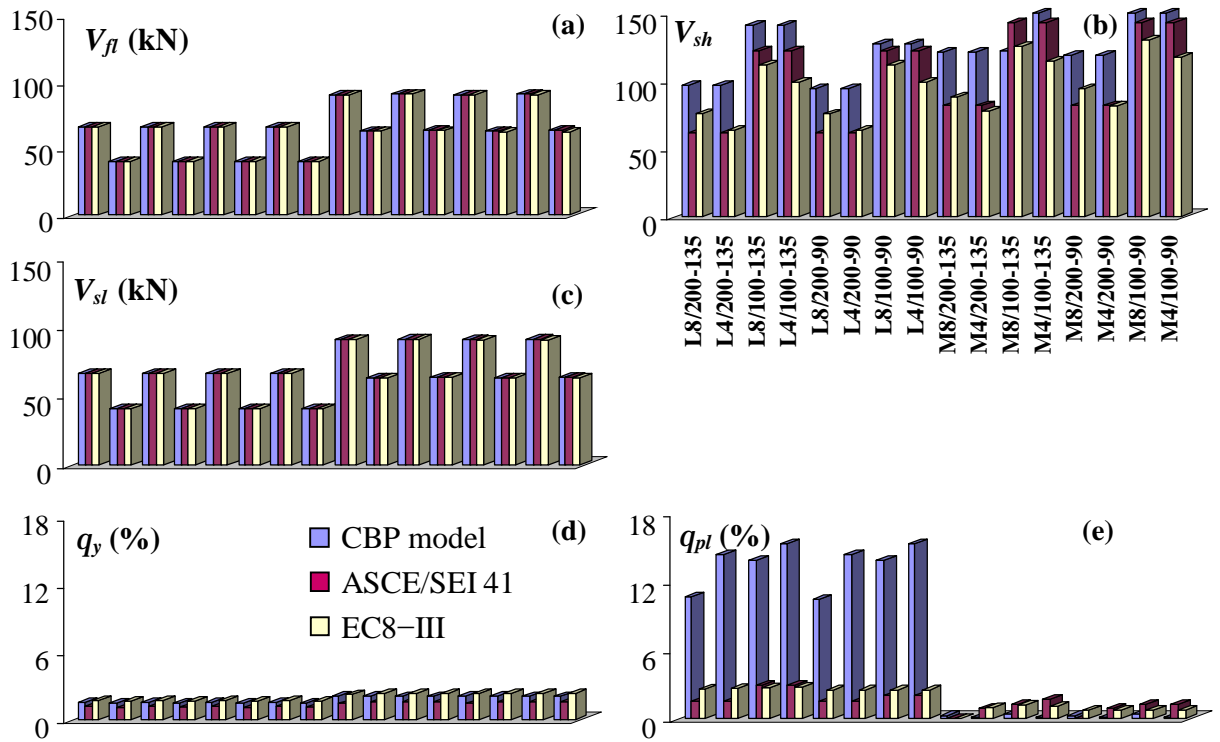 150
100
50
0
V_fl (kN)
(a)
150
100
50
0
V_sh
(b)
L8/200-135
L4/200-135
L8/100-135
L4/100-135
L8/200-90
L4/200-90
L8/100-90
L4/100-90
M8/200-135
M4/200-135
M8/100-135
M4/100-135
M8/200-90
M4/200-90
M8/100-90
M4/100-90
150
100
50
0
V_sl (kN)
(c)
18
12
6
0
q_y (%)
(d)
CBP model
ASCE/SEI 41
EC8−III
18
12
6
0
q_pl (%)
(e)